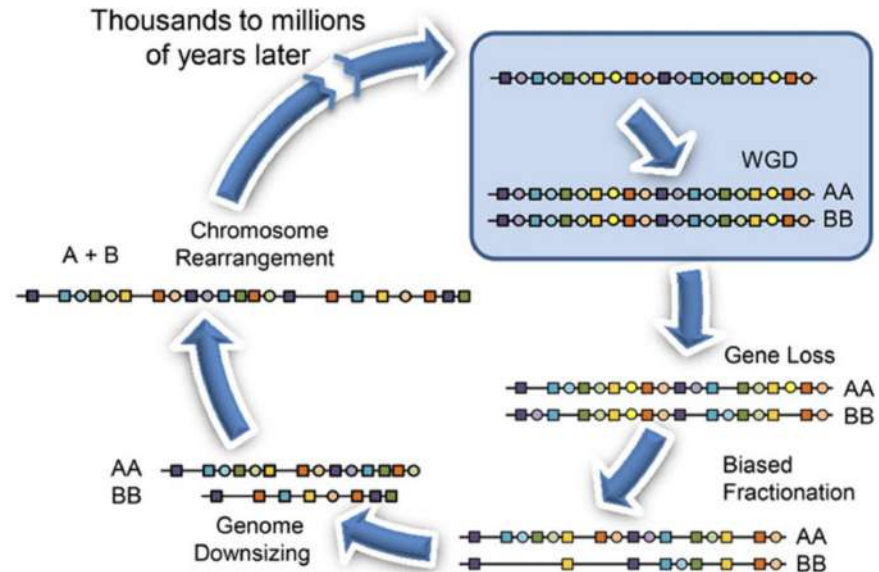 Thousands to millions
of years later
WGD
AA
BB
Gene Loss
AA
BB
Biased
Fractionation
AA
BB
Genome
Downsizing
AA
BB
Chromosome
Rearrangement
A + B